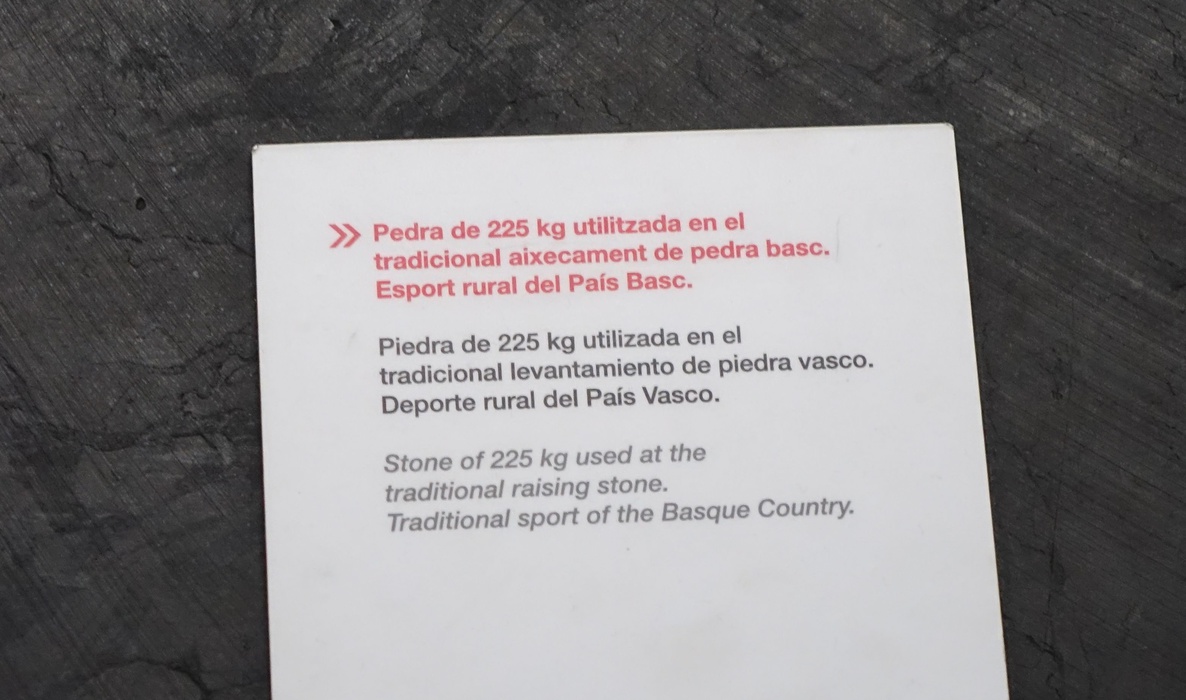 Pedra de 225 kg utilitzada en el
tradicional aixecament de pedra basc.
Esport rural del País Basc.
Piedra de 225 kg utilizada en el
tradicional levantamiento de piedra vasco.
Deporte rural del País Vasco.
Stone of 225 kg used at the
traditional raising stone.
Traditional sport of the Basque Country.